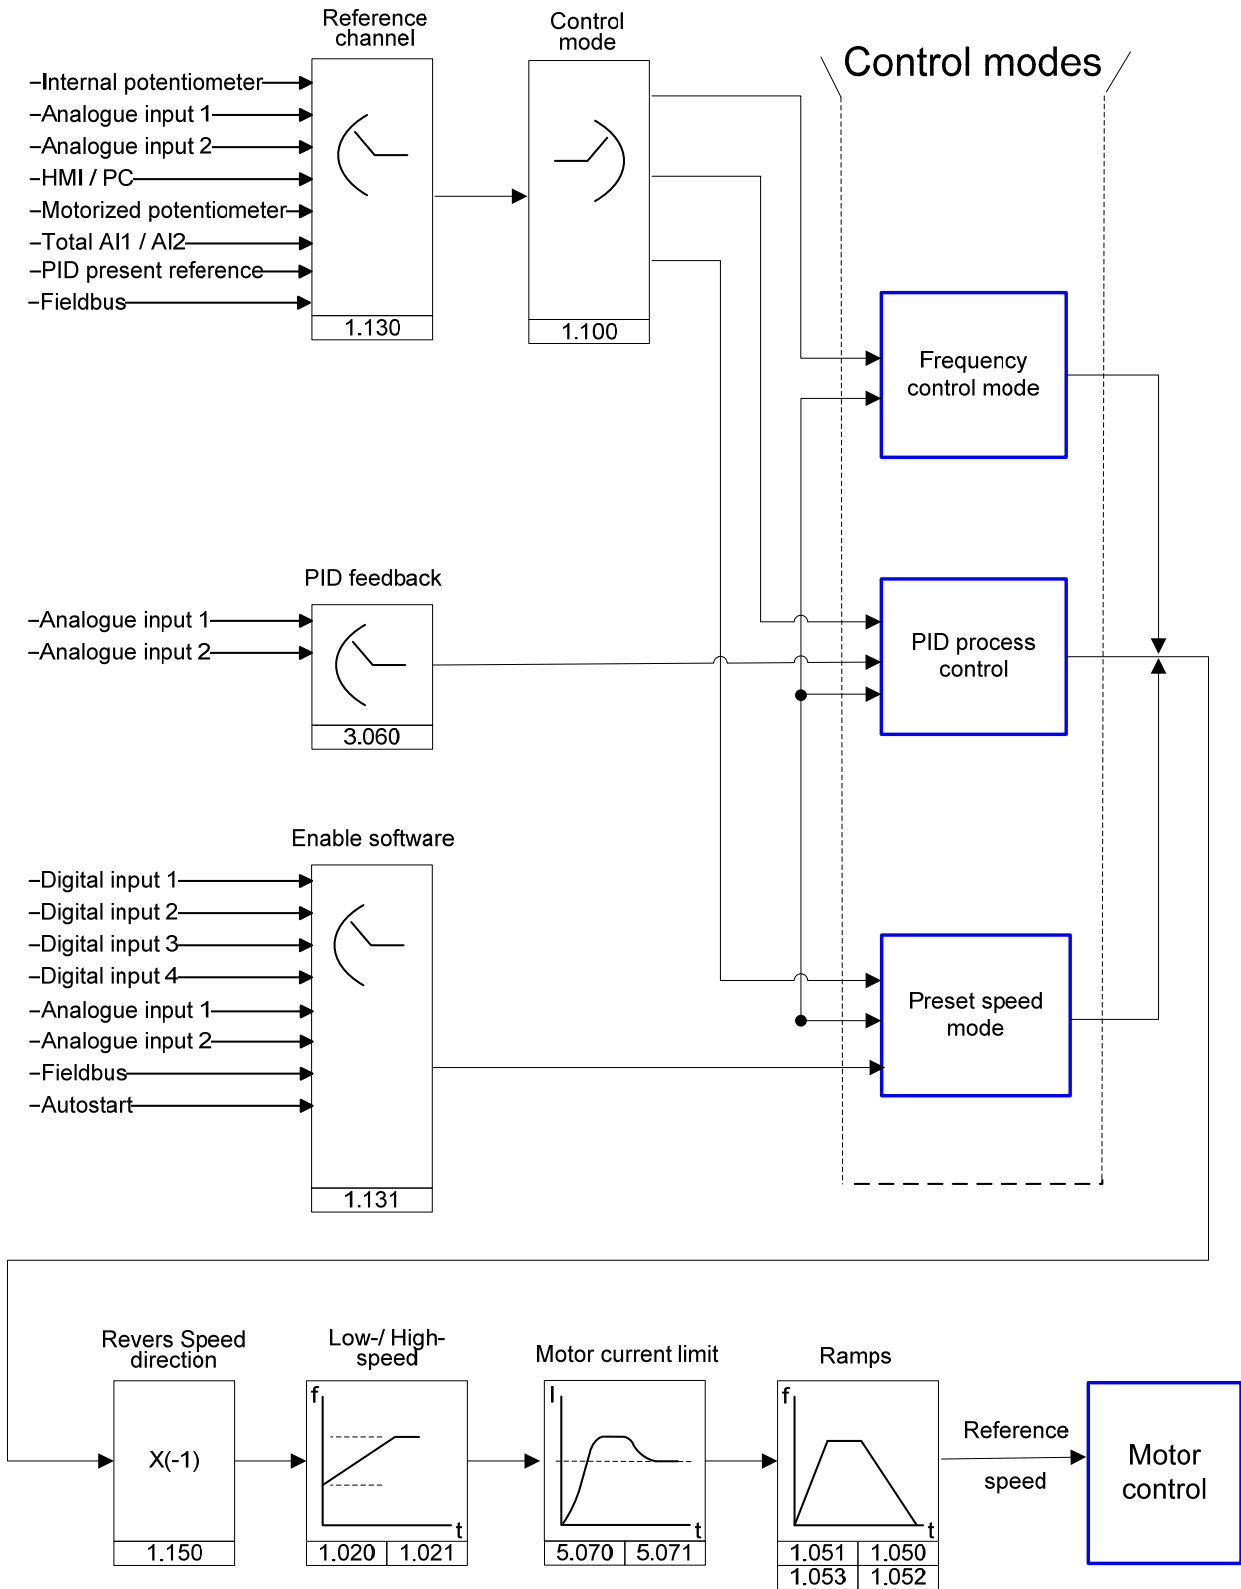 Reference
channel
Control
mode
Control modes
–Internal potentiometer
–Analogue input 1
–Analogue input 2
–HMI / PC
–Motorized potentiometer
–Total AI1 / AI2
–PID present reference
–Fieldbus
1.130
1.100
Frequency
control mode
PID feedback
–Analogue input 1
–Analogue input 2
3.060
PID process
control
Enable software
–Digital input 1
–Digital input 2
–Digital input 3
–Digital input 4
–Analogue input 1
–Analogue input 2
–Fieldbus
–Autostart
1.131
Preset speed
mode
Revers Speed
direction
X(-1)
1.150
Low-/ High-
speed
f
t
1.020 1.021
Motor current limit
I
t
5.070 5.071
Ramps
f
t
1.051 1.050
1.053 1.052
Reference
speed
Motor
control